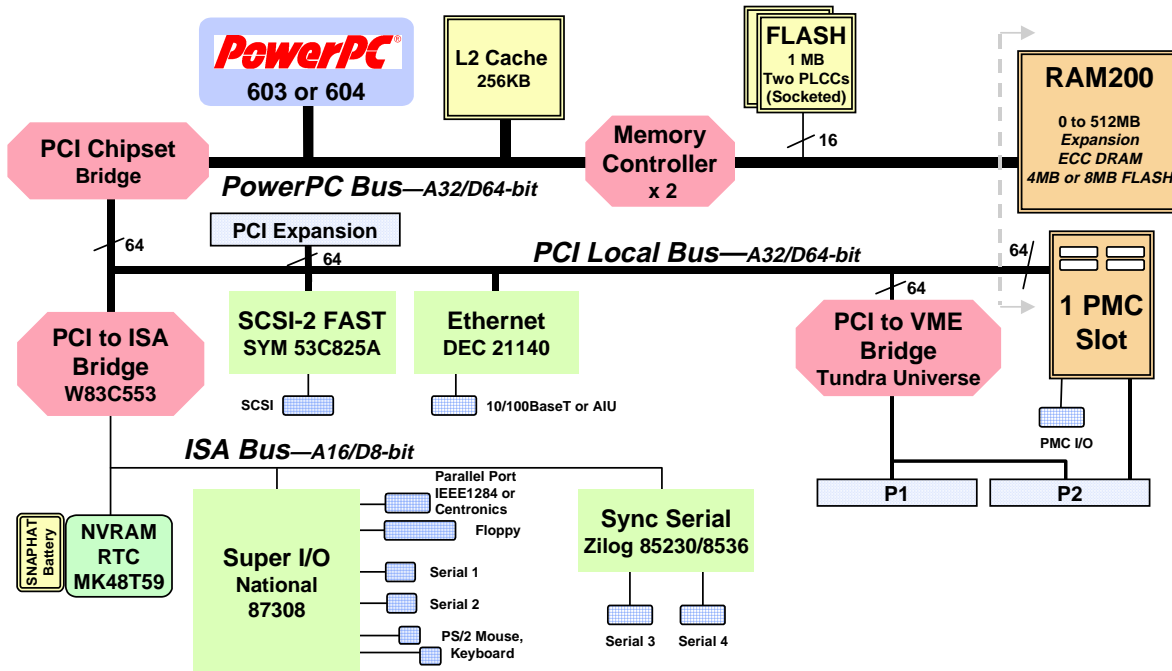 PowerPC®
603 or 604
L2 Cache
256KB
FLASH
1 MB
Two PLCCs
(Socketed)
16
RAM200
0 to 512MB
Expansion
ECC DRAM
4MB or 8MB FLASH
PCI Chipset
Bridge
Memory
Controller
x 2
PowerPC Bus—A32/D64-bit
64
PCI Expansion
64
PCI Local Bus—A32/D64-bit
64
64
PCI to ISA
Bridge
W83C553
SCSI-2 FAST
SYM 53C825A
Ethernet
DEC 21140
PCI to VME
Bridge
Tundra Universe
1 PMC
Slot
SCSI
10/100BaseT or AIU
PMC I/O
ISA Bus—A16/D8-bit
P1
P2
SNAPHAT
Battery
NVRAM
RTC
MK48T59
Super I/O
National
87308
Parallel Port
IEEE1284 or
Centronics
Floppy
Serial 1
Serial 2
PS/2 Mouse,
Keyboard
Sync Serial
Zilog 85230/8536
Serial 3
Serial 4